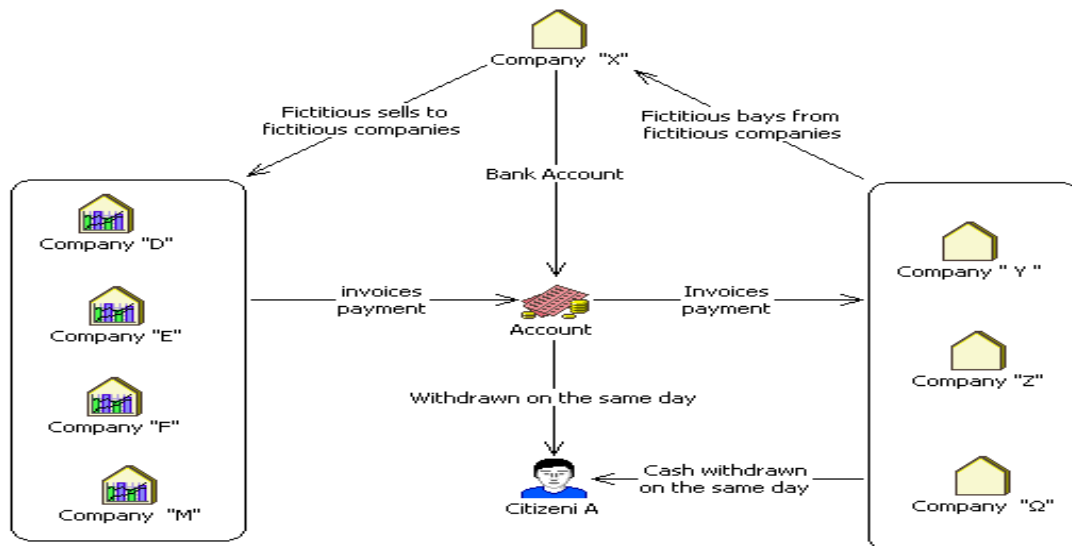 Company "X"
Fictitious sells to
fictitious companies
Fictitious bays from
fictitious companies
Bank Account
Company "D"
Company "E"
Company "F"
Company "M"
invoices
payment
Account
Invoices
payment
Company " Y "
Company "Z"
Company "Ω"
Withdrawn on the same day
Cash withdrawn
on the same day
Citizeni A